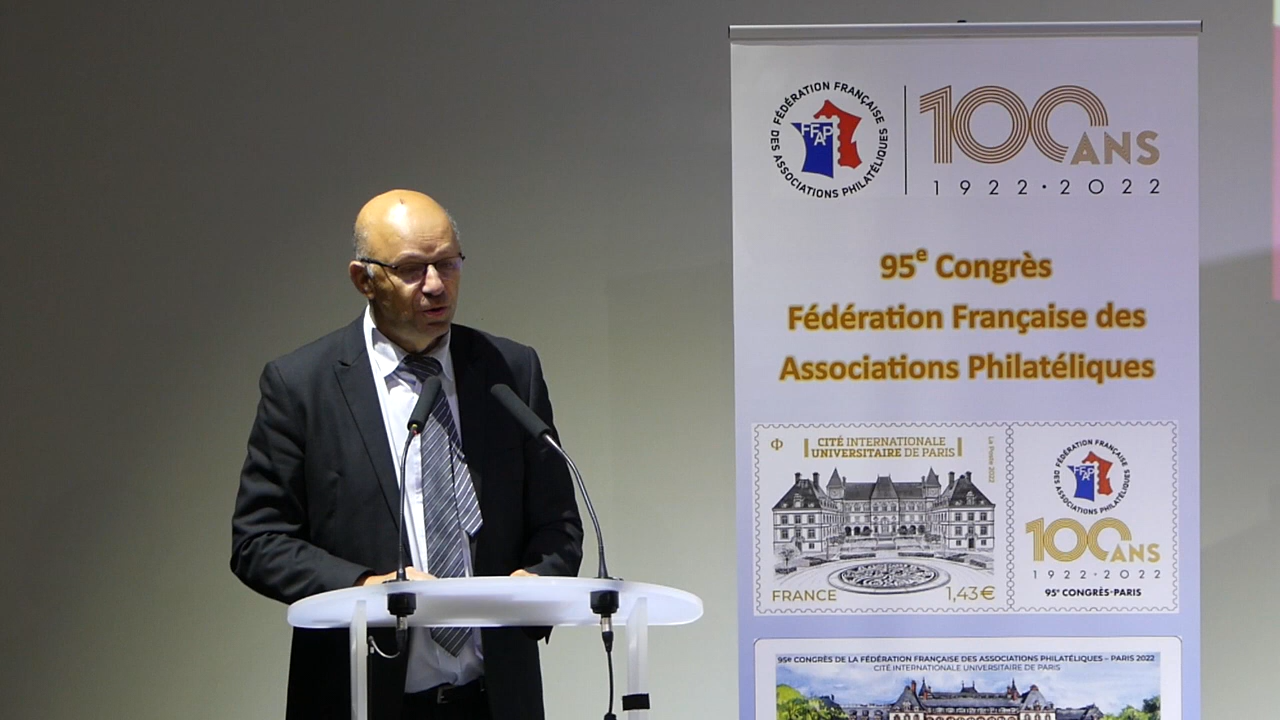 FÉDÉRATION FRANÇAISE
DES ASSOCIATIONS PHILATÉLIQUES
FFAP
100 ANS
1922•2022
95e Congrès
Fédération Française des
Associations Philatéliques
Φ
CITÉ INTERNATIONALE
UNIVERSITAIRE DE PARIS
La Poste 2022
FRANCE
1,43 €
FÉDÉRATION FRANÇAISE
DES ASSOCIATIONS PHILATÉLIQUES
FFAP
100 ANS
1922•2022
95e CONGRÈS-PARIS
95e CONGRÈS DE LA FÉDÉRATION FRANÇAISE DES ASSOCIATIONS PHILATÉLIQUES – PARIS 2022
CITÉ INTERNATIONALE UNIVERSITAIRE DE PARIS